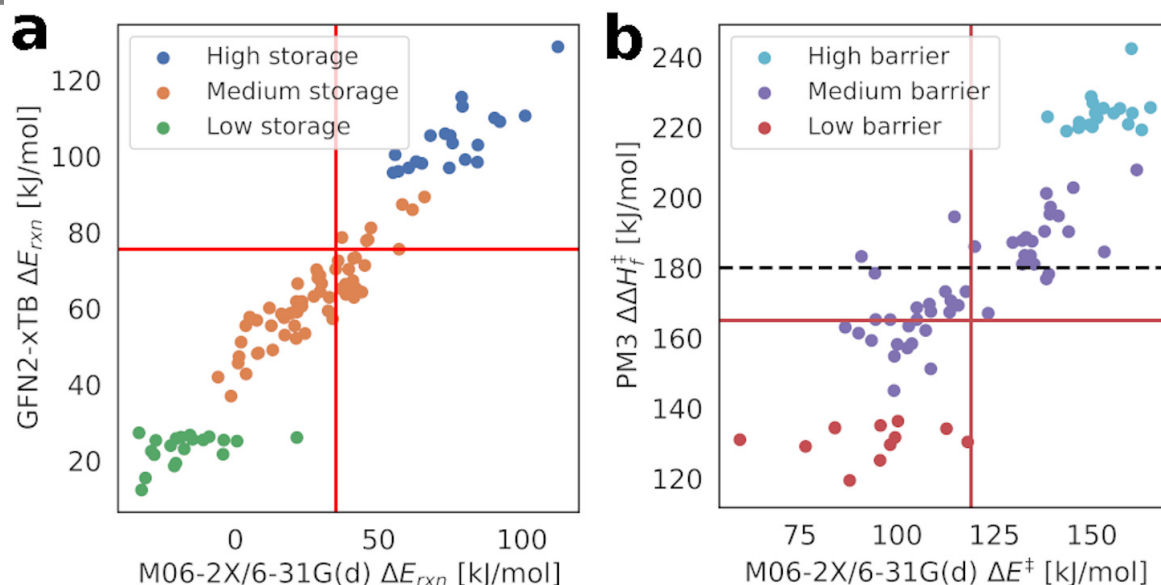 a
High storage
Medium storage
Low storage
GFN2-xTB ΔE_rxn [kJ/mol]
120
100
80
60
40
20
0
50
100
M06-2X/6-31G(d) ΔE_rxn [kJ/mol]
b
High barrier
Medium barrier
Low barrier
PM3 ΔΔH_f^‡ [kJ/mol]
240
220
200
180
160
140
120
75
100
125
150
M06-2X/6-31G(d) ΔE^‡ [kJ/mol]